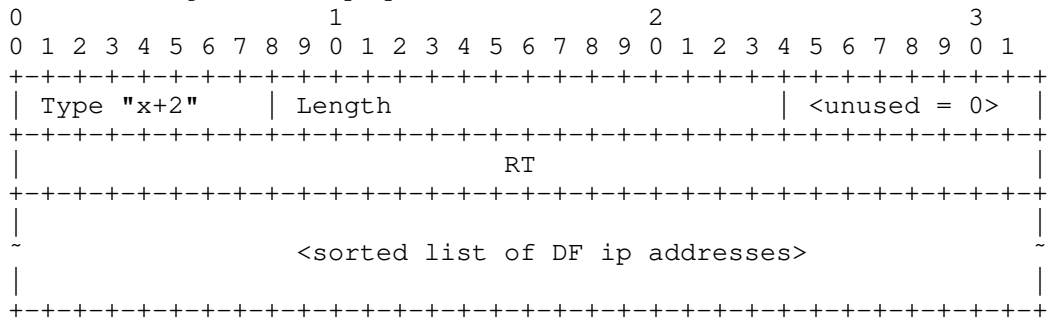 0                   1                   2                   3
0 1 2 3 4 5 6 7 8 9 0 1 2 3 4 5 6 7 8 9 0 1 2 3 4 5 6 7 8 9 0 1
+-+-+-+-+-+-+-+-+-+-+-+-+-+-+-+-+-+-+-+-+-+-+-+-+-+-+-+-+-+-+-+-+
| Type "x+2"    | Length                        | <unused = 0>  |
+-+-+-+-+-+-+-+-+-+-+-+-+-+-+-+-+-+-+-+-+-+-+-+-+-+-+-+-+-+-+-+-+
|                              RT                               |
+-+-+-+-+-+-+-+-+-+-+-+-+-+-+-+-+-+-+-+-+-+-+-+-+-+-+-+-+-+-+-+-+
|                                                               |
~                 <sorted list of DF ip addresses>              ~
|                                                               |
+-+-+-+-+-+-+-+-+-+-+-+-+-+-+-+-+-+-+-+-+-+-+-+-+-+-+-+-+-+-+-+-+